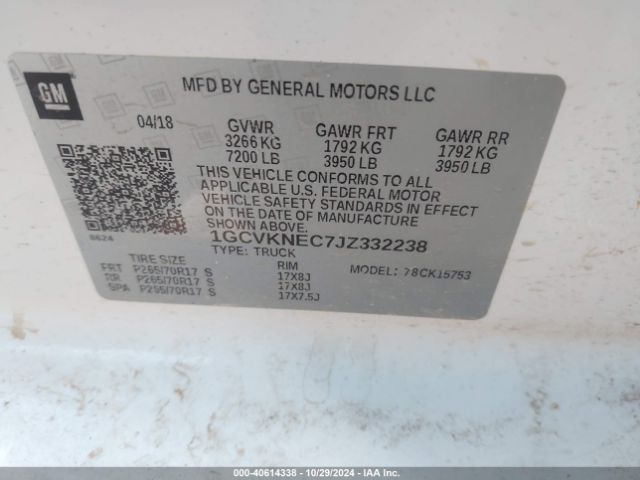 GM
MFD BY GENERAL MOTORS LLC
04/18 GVWR GAWR FRT GAWR RR
3266 KG 1792 KG 1792 KG
7200 LB 3950 LB 3950 LB
THIS VEHICLE CONFORMS TO ALL
APPLICABLE U.S. FEDERAL MOTOR
VEHICLE SAFETY STANDARDS IN EFFECT
ON THE DATE OF MANUFACTURE
SHOWN ABOVE.
8624
1GCVKNEC7JZ332238
TYPE: TRUCK
TIRE SIZE RIM MODEL: 78CK15753
FRT P265/70R17 S 17X8J
RR P265/70R17 S 17X8J
SPA P265/70R17 S 17X7.5J
000-40614338 - 10/29/2024 - IAA Inc.